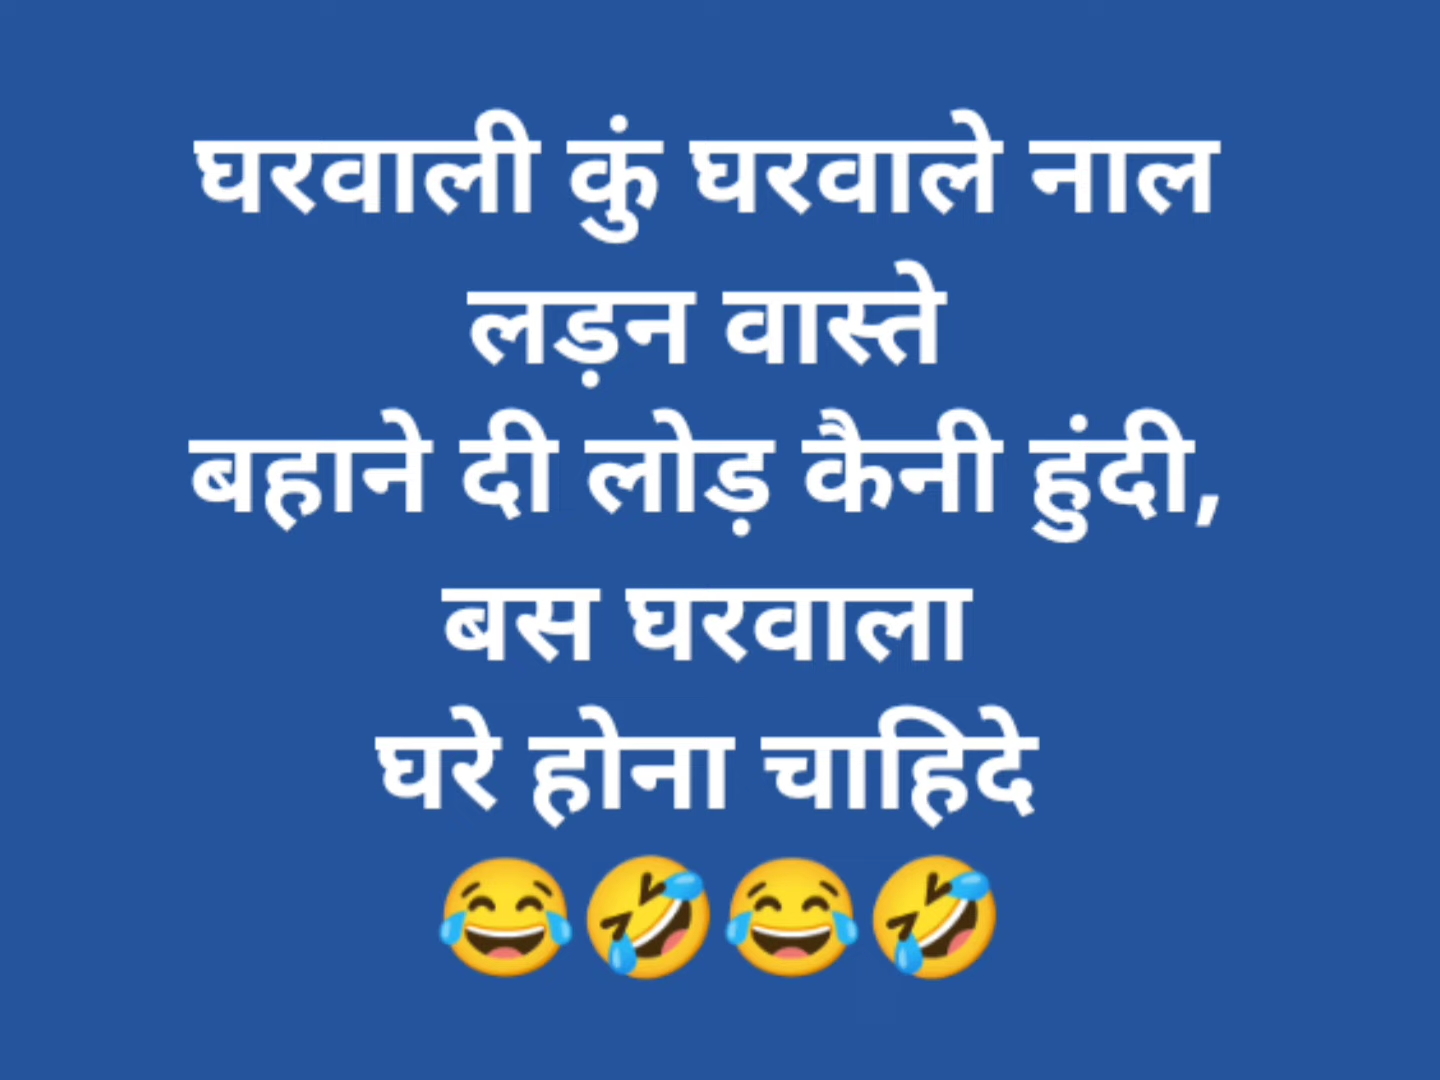 घरवाली कुं घरवाले नाल
लड़न वास्ते
बहाने दी लोड़ कैनी हुंदी,
बस घरवाला
घरे होना चाहिदे
😂🤣😂🤣